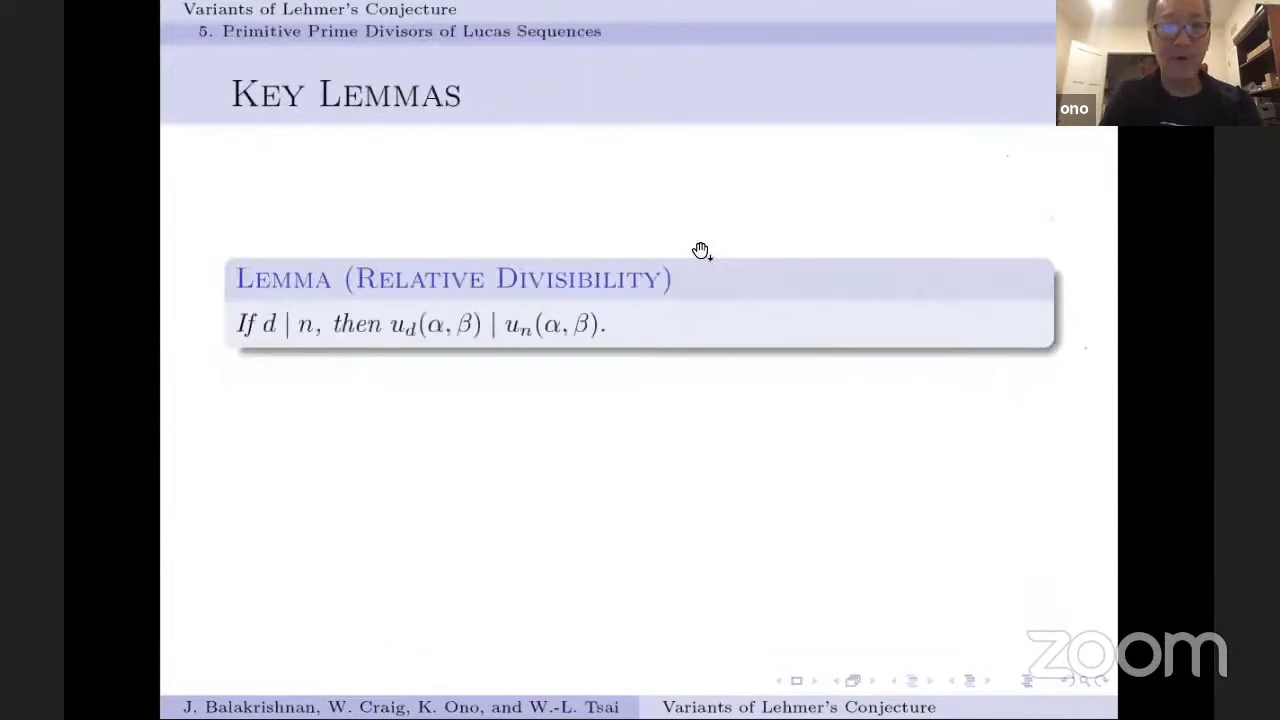 Variants of Lehmer's Conjecture
5. Primitive Prime Divisors of Lucas Sequences
Key Lemmas
ono
Lemma (Relative Divisibility)
If d | n, then u_d(α, β) | u_n(α, β).
zoom
J. Balakrishnan, W. Craig, K. Ono, and W.-L. Tsai
Variants of Lehmer's Conjecture